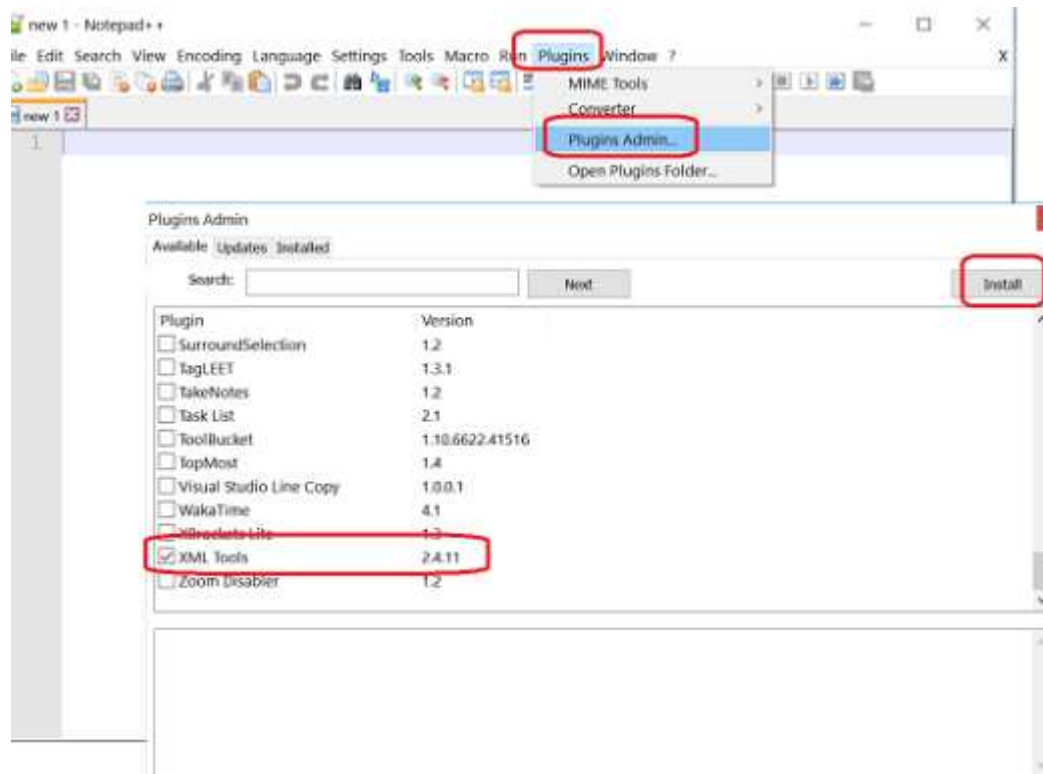 new 1 - Notepad++
ile Edit Search View Encoding Language Settings Tools Macro Run Plugins Window ? X
new 1
1
MIME Tools
Converter
Plugins Admin...
Open Plugins Folder...
Plugins Admin
Available Updates Installed
Search: Next Install
Plugin Version
SurroundSelection 1.2
TagLEET 1.3.1
TakeNotes 1.2
Task List 2.1
ToolBucket 1.10.6622.41516
TopMost 1.4
Visual Studio Line Copy 1.0.0.1
WakaTime 4.1
XBrackets Lite 1.3
XML Tools 2.4.11
Zoom Disabler 1.2